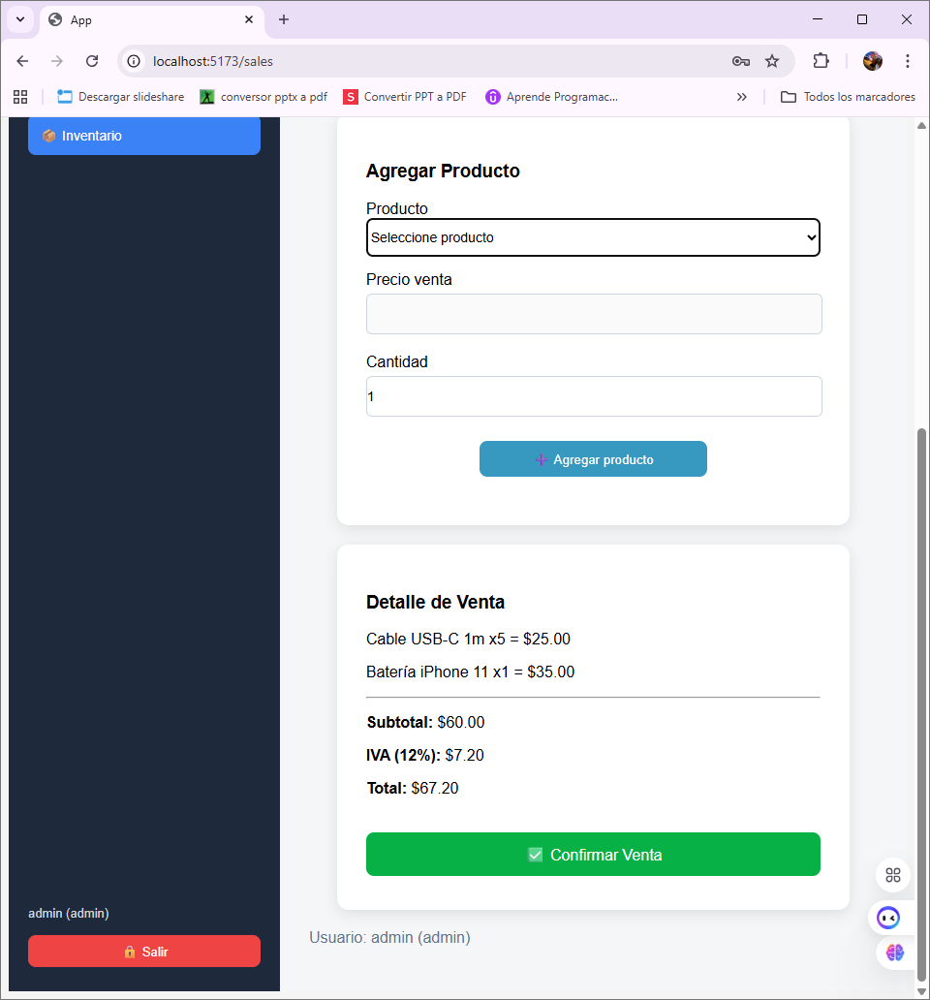 App
localhost:5173/sales
Descargar slideshare
conversor pptx a pdf
S Convertir PPT a PDF
Aprende Programac...
Todos los marcadores
Inventario
Agregar Producto
Producto
Seleccione producto
Precio venta
Cantidad
1
Agregar producto
Detalle de Venta
Cable USB-C 1m x5 = $25.00
Batería iPhone 11 x1 = $35.00
Subtotal: $60.00
IVA (12%): $7.20
Total: $67.20
Confirmar Venta
admin (admin)
Usuario: admin (admin)
Salir